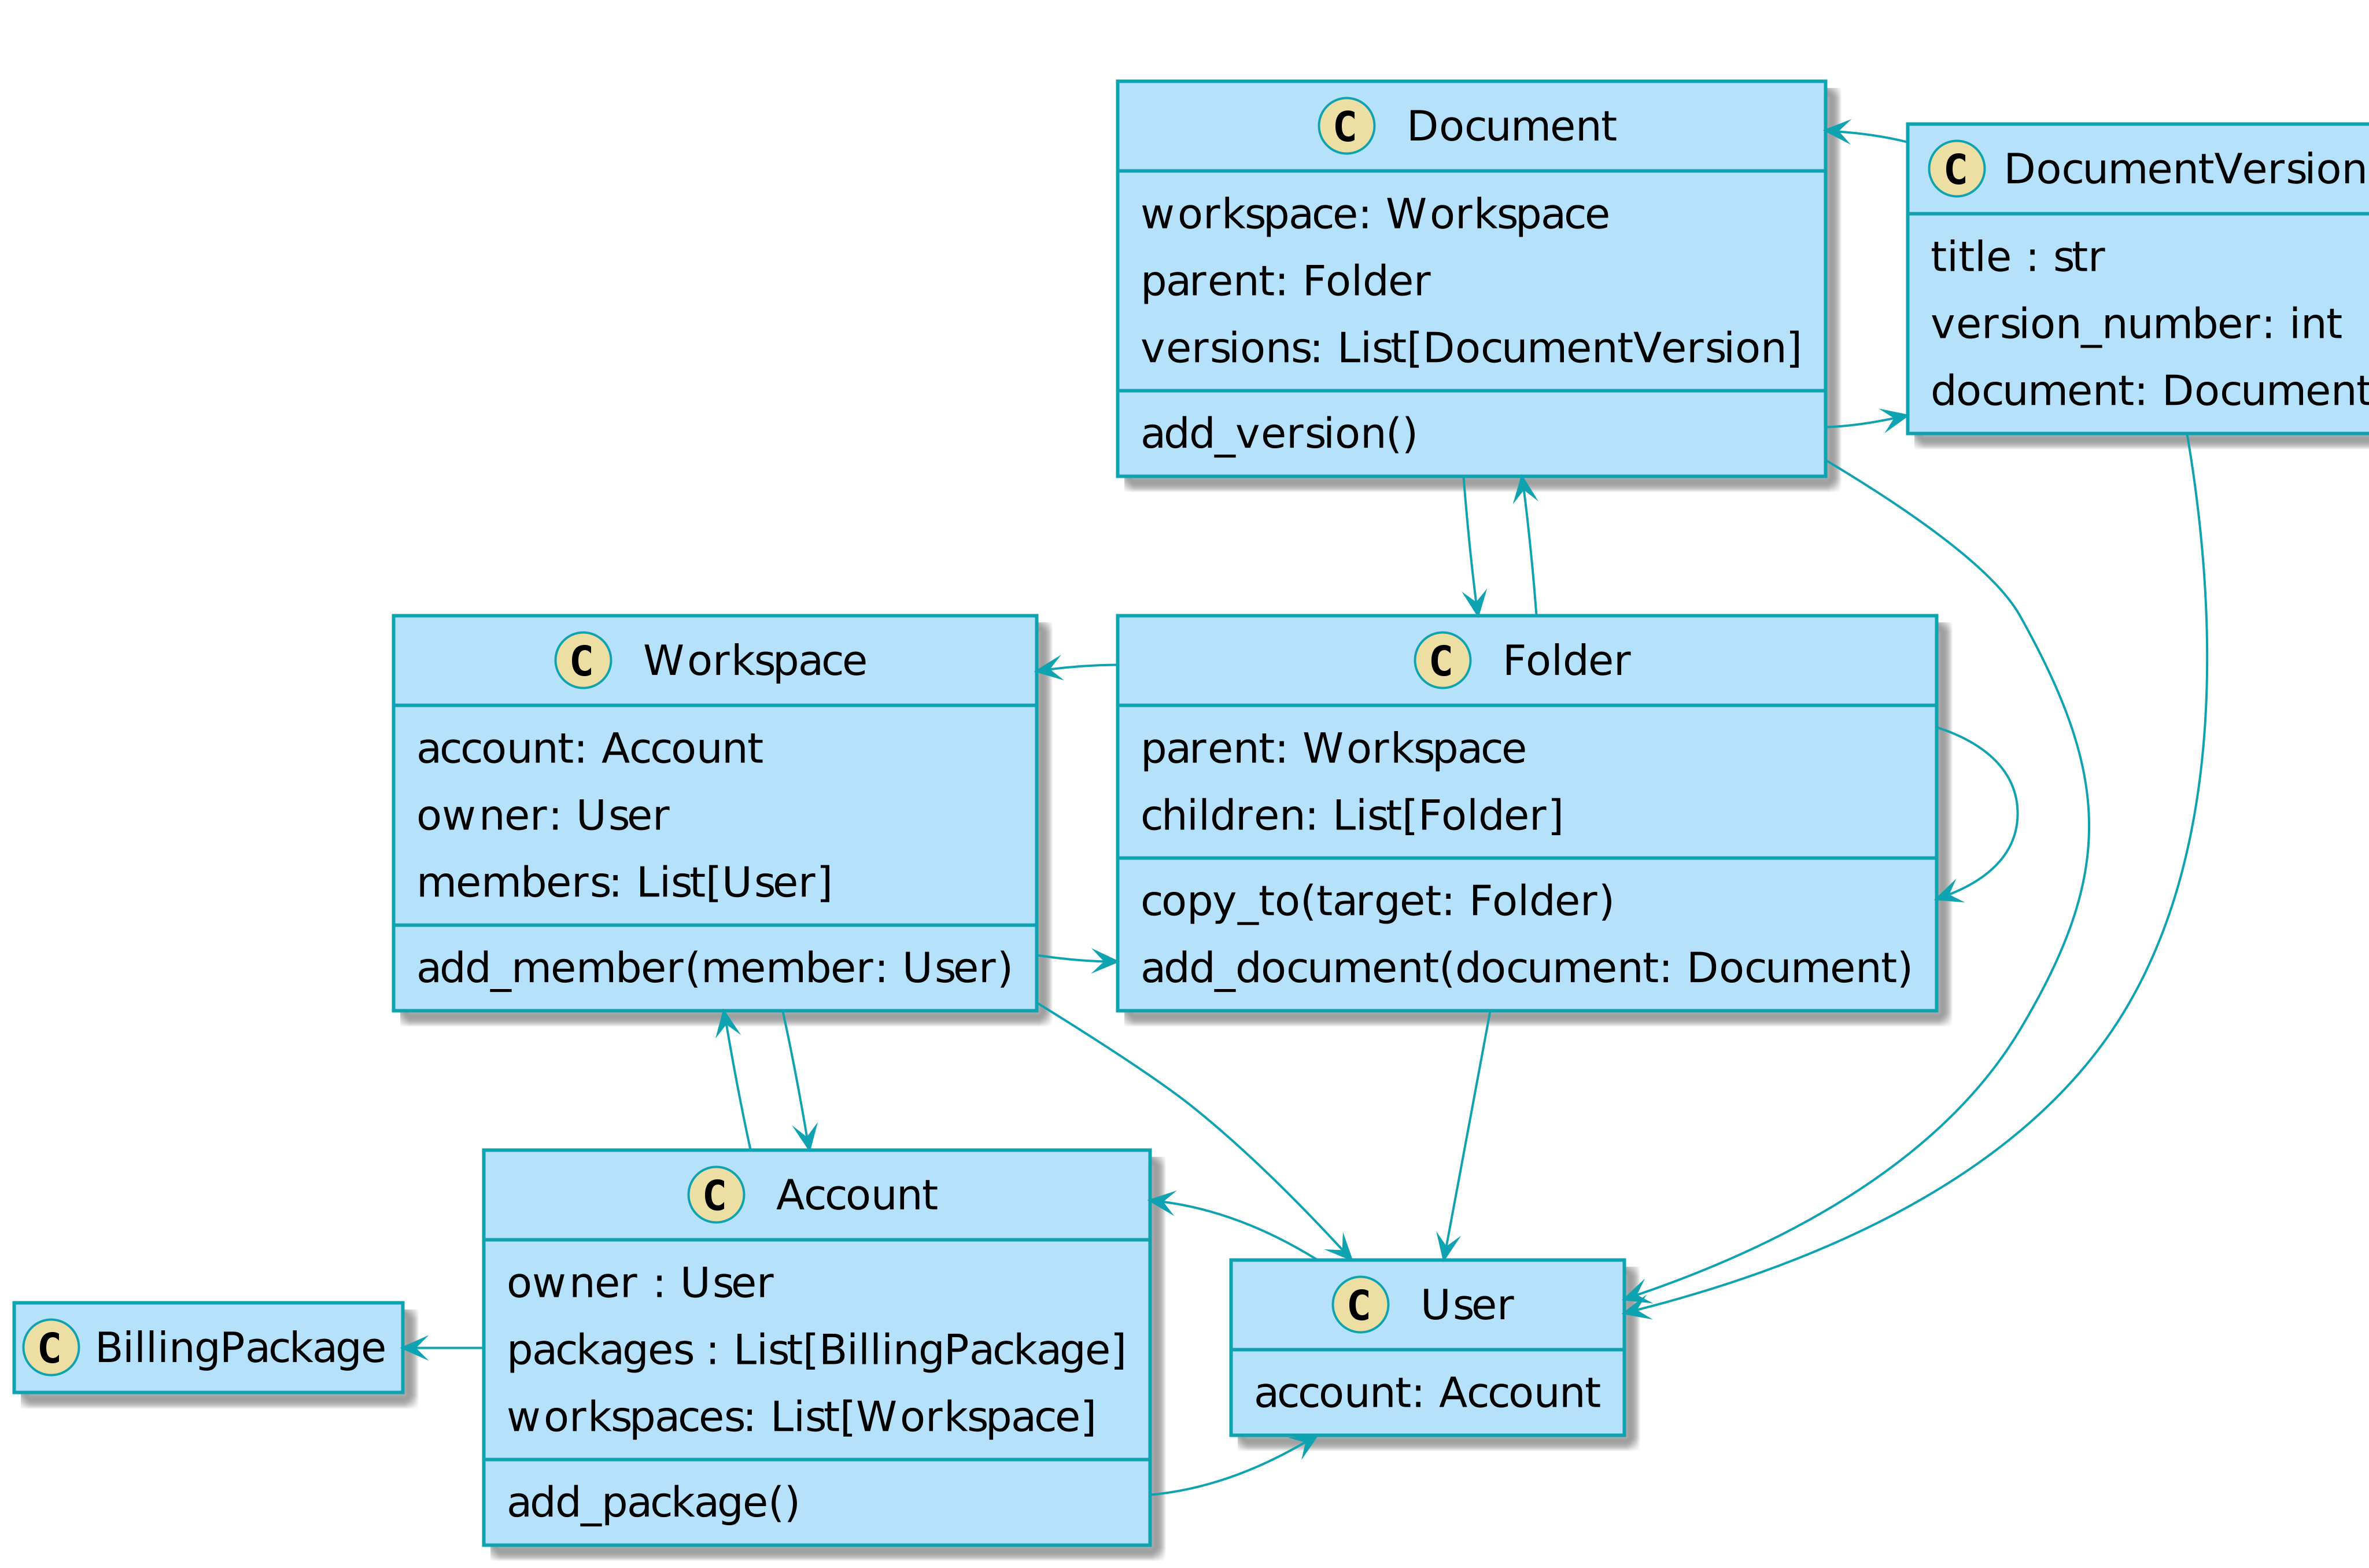 C Document
workspace: Workspace
parent: Folder
versions: List[DocumentVersion]
add_version()
C DocumentVersion
title : str
version_number: int
document: Document
C Workspace
account: Account
owner: User
members: List[User]
add_member(member: User)
C Folder
parent: Workspace
children: List[Folder]
copy_to(target: Folder)
add_document(document: Document)
C Account
owner : User
packages : List[BillingPackage]
workspaces: List[Workspace]
add_package()
C User
account: Account
C BillingPackage